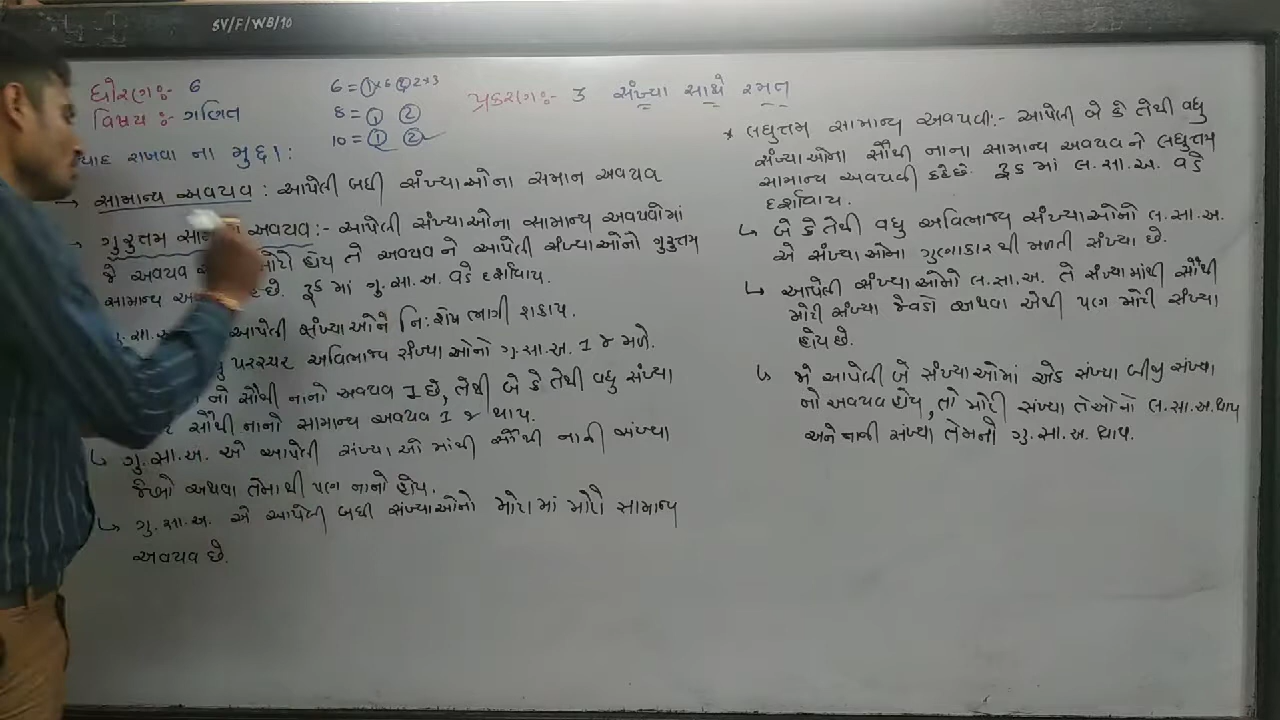 SV/F/WB/10
ધોરણ:- 6
વિષય :- ગણિત
6 = 1×6 2×3
8 = 1 2
10 = 1 2
પ્રકરણ:- 3 સંખ્યા સાથે રમત
યાદ રાખવા ના મુદ્દા:
→ સામાન્ય અવયવ : આપેલી બધી સંખ્યાઓના સમાન અવયવ
→ ગુરુત્તમ અવયવ :- આપેલી સંખ્યાઓના સામાન્ય અવયવોમાં
જે અવયવ મોટો હોય તે અવયવ ને આપેલી સંખ્યાઓનો ગુરુત્તમ
સામાન્ય છે. ટૂંક માં ગુ.સા.અ. વડે દર્શાવાય.
આપેલી સંખ્યાઓને નિઃશેષ ભાગી શકાય.
પરસ્પર અવિભાજ્ય સંખ્યાઓનો ગુ.સા.અ. 1 જ મળે.
નો સૌથી નાનો અવયવ 1 છે, તેથી બે કે તેથી વધુ સંખ્યા
સૌથી નાનો સામાન્ય અવયવ 1 જ થાય.
↳ ગુ.સા.અ. એ આપેલી સંખ્યાઓ માંથી સૌથી નાની સંખ્યા
જેવો અથવા તેનાથી પણ નાનો હોય.
↳ ગુ.સા.અ. એ આપેલી બધી સંખ્યાઓનો મોટામાં મોટો સામાન્ય
અવયવ છે.
* લઘુત્તમ સામાન્ય અવયવી:- આપેલી બે કે તેથી વધુ
સંખ્યાઓના સૌથી નાના સામાન્ય અવયવને લઘુત્તમ
સામાન્ય અવયવી કહેછે. ટૂંક માં લ.સા.અ. વડે
દર્શાવાય.
↳ બે કે તેથી વધુ અવિભાજ્ય સંખ્યાઓનો લ.સા.અ.
એ સંખ્યાઓના ગુણાકારથી મળતી સંખ્યા છે.
↳ આપેલી સંખ્યાઓનો લ.સા.અ. તે સંખ્યામાંથી સૌથી
મોટી સંખ્યા જેવડો અથવા એથી પણ મોટી સંખ્યા
હોય છે.
↳ જો આપેલી બે સંખ્યાઓમાં એક સંખ્યા બીજી સંખ્યા
નો અવયવ હોય, તો મોટી સંખ્યા તેઓનો લ.સા.અ. થાય
અને નાની સંખ્યા તેમનો ગુ.સા.અ. થાય.